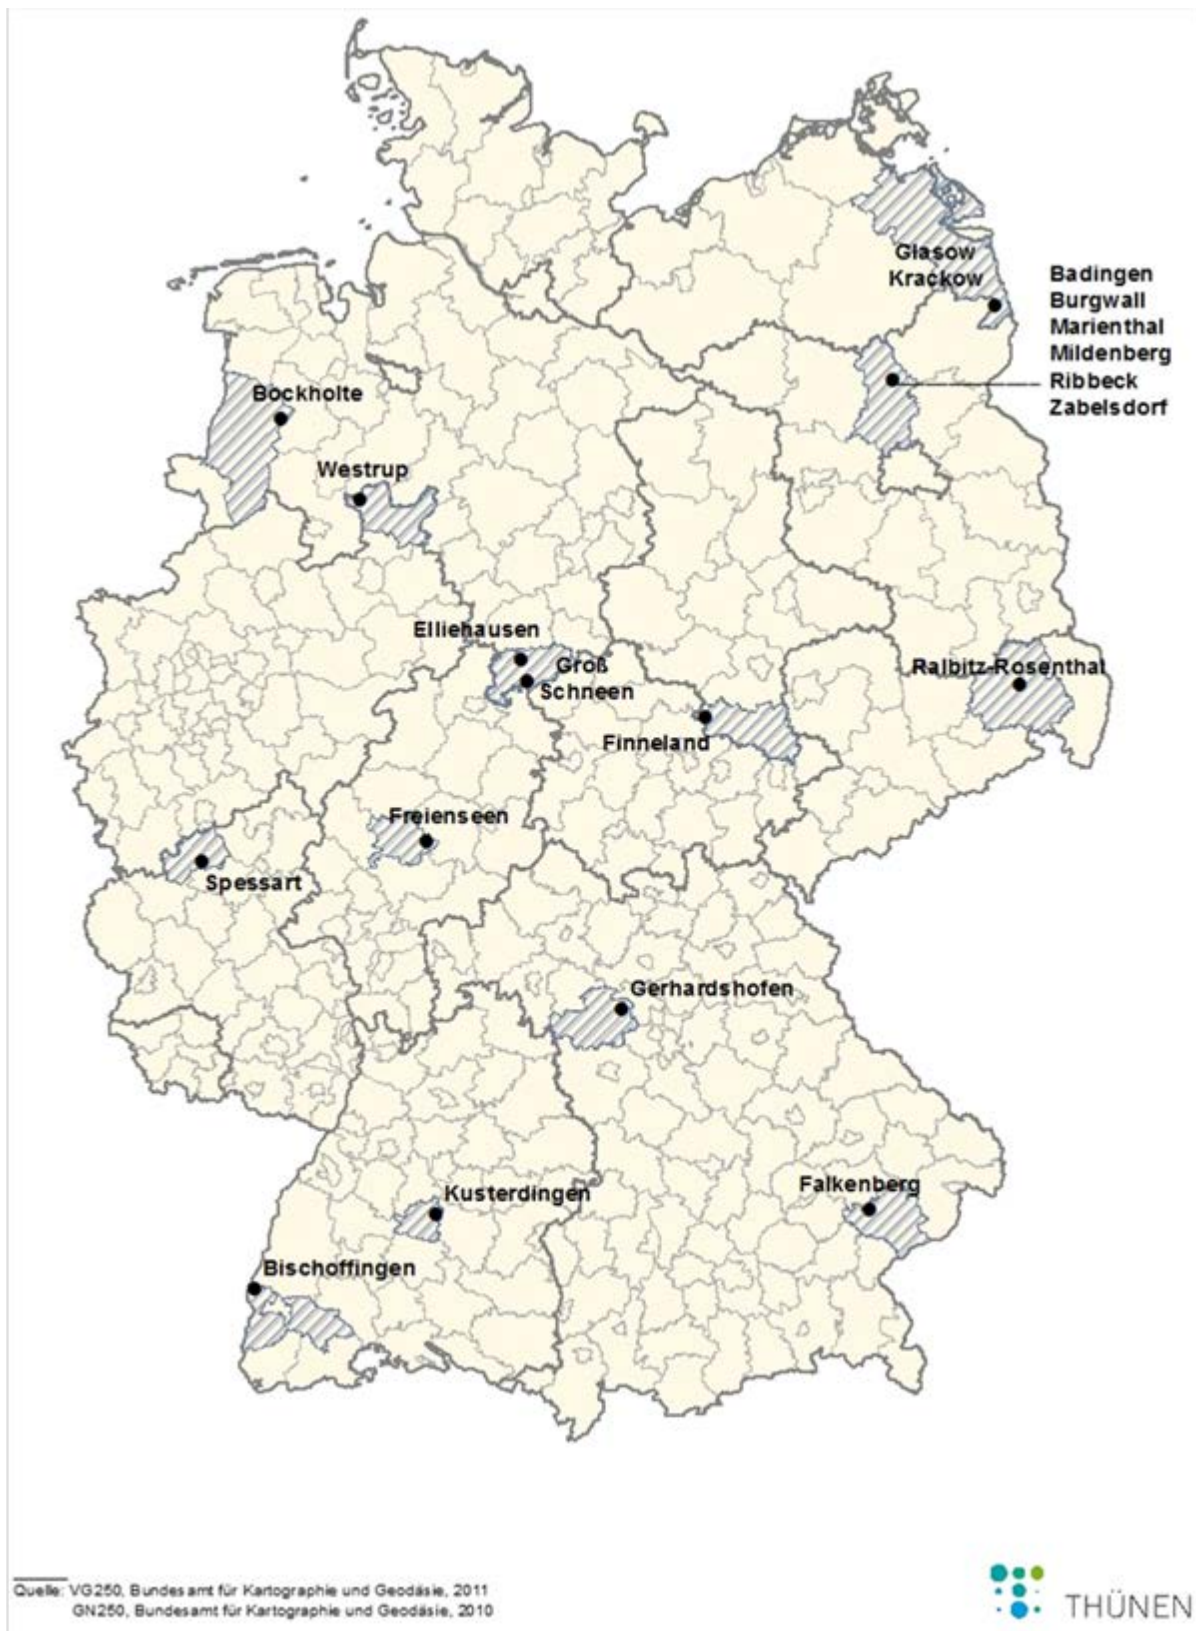 Glasow
Krackow
Badingen
Burgwall
Marienthal
Mildenberg
Ribbeck
Zabelsdorf
Bockholte
Westrup
Elliehausen
Groß
Schneen
Ralbitz-Rosenthal
Finneland
Freienseen
Spessart
Gerhardshofen
Falkenberg
Kusterdingen
Bischoffingen
Quelle: VG250, Bundesamt für Kartographie und Geodäsie, 2011
GN250, Bundesamt für Kartographie und Geodäsie, 2010
THÜNEN